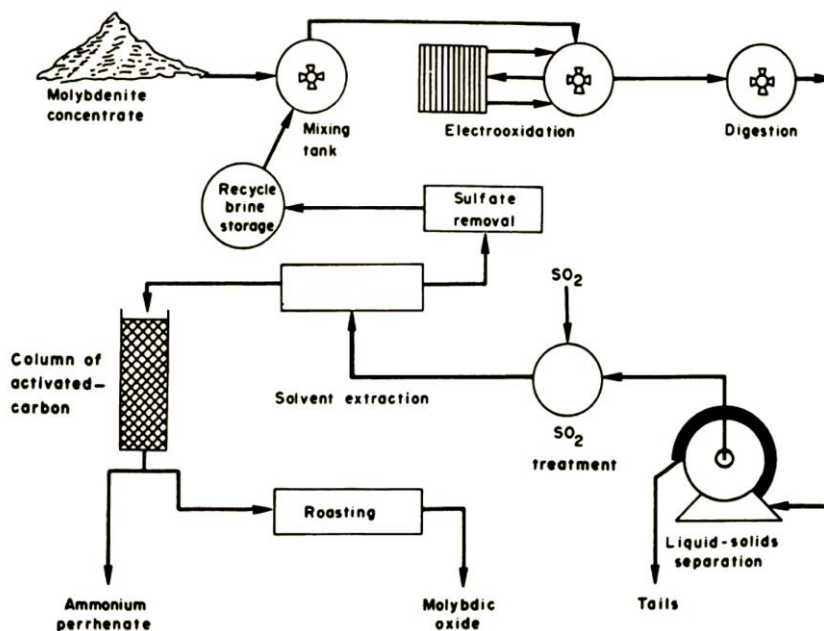 Molybdenite
concentrate
Mixing
tank
Electrooxidation
Digestion
Recycle
brine
storage
Sulfate
removal
SO2
Column of
activated-
carbon
Solvent extraction
SO2
treatment
Roasting
Liquid-solids
separation
Ammonium
perrhenate
Molybdic
oxide
Tails